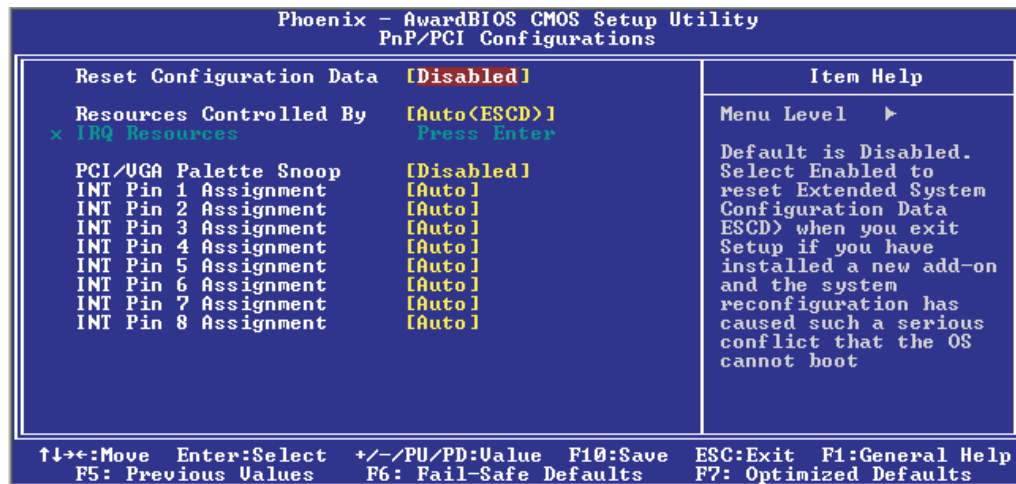 Phoenix - AwardBIOS CMOS Setup Utility
PnP/PCI Configurations
Reset Configuration Data [Disabled]
Resources Controlled By [Auto(ESCD)]
x IRQ Resources Press Enter
PCI/VGA Palette Snoop [Disabled]
INT Pin 1 Assignment [Auto]
INT Pin 2 Assignment [Auto]
INT Pin 3 Assignment [Auto]
INT Pin 4 Assignment [Auto]
INT Pin 5 Assignment [Auto]
INT Pin 6 Assignment [Auto]
INT Pin 7 Assignment [Auto]
INT Pin 8 Assignment [Auto]
Item Help
Menu Level ▶
Default is Disabled.
Select Enabled to
reset Extended System
Configuration Data
ESCD) when you exit
Setup if you have
installed a new add-on
and the system
reconfiguration has
caused such a serious
conflict that the OS
cannot boot
↑↓→←:Move Enter:Select +/-/PU/PD:Value F10:Save ESC:Exit F1:General Help
F5: Previous Values F6: Fail-Safe Defaults F7: Optimized Defaults